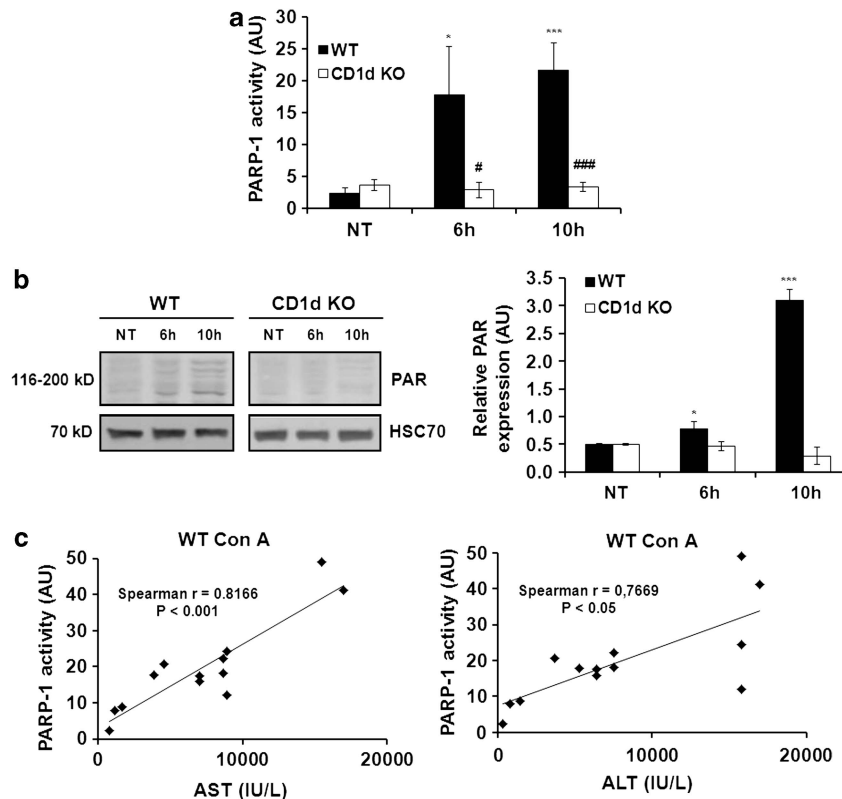 a
PARP-1 activity (AU)
30
25
20
15
10
5
0
WT
CD1d KO
*
***
#
###
NT 6h 10h
b
WT CD1d KO
NT 6h 10h NT 6h 10h
116-200 kD PAR
70 kD HSC70
Relative PAR
expression (AU)
3.5
3.0
2.5
2.0
1.5
1.0
0.5
0.0
WT
CD1d KO
*
***
NT 6h 10h
c
WT Con A
PARP-1 activity (AU)
50
40
30
20
10
0
Spearman r = 0.8166
P < 0.001
0 10000 20000
AST (IU/L)
WT Con A
PARP-1 activity (AU)
50
40
30
20
10
0
Spearman r = 0,7669
P < 0.05
0 10000 20000
ALT (IU/L)